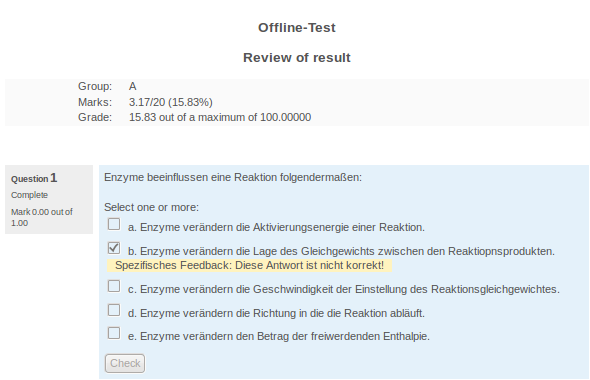 Offline-Test
Review of result
Group: A
Marks: 3.17/20 (15.83%)
Grade: 15.83 out of a maximum of 100.00000
Question 1
Complete
Mark 0.00 out of
1.00
Enzyme beeinflussen eine Reaktion folgendermaßen:
Select one or more:
a. Enzyme verändern die Aktivierungsenergie einer Reaktion.
b. Enzyme verändern die Lage des Gleichgewichts zwischen den Reaktiopnsprodukten.
Spezifisches Feedback: Diese Antwort ist nicht korrekt!
c. Enzyme verändern die Geschwindigkeit der Einstellung des Reaktionsgleichgewichtes.
d. Enzyme verändern die Richtung in die die Reaktion abläuft.
e. Enzyme verändern den Betrag der freiwerdenden Enthalpie.
Check